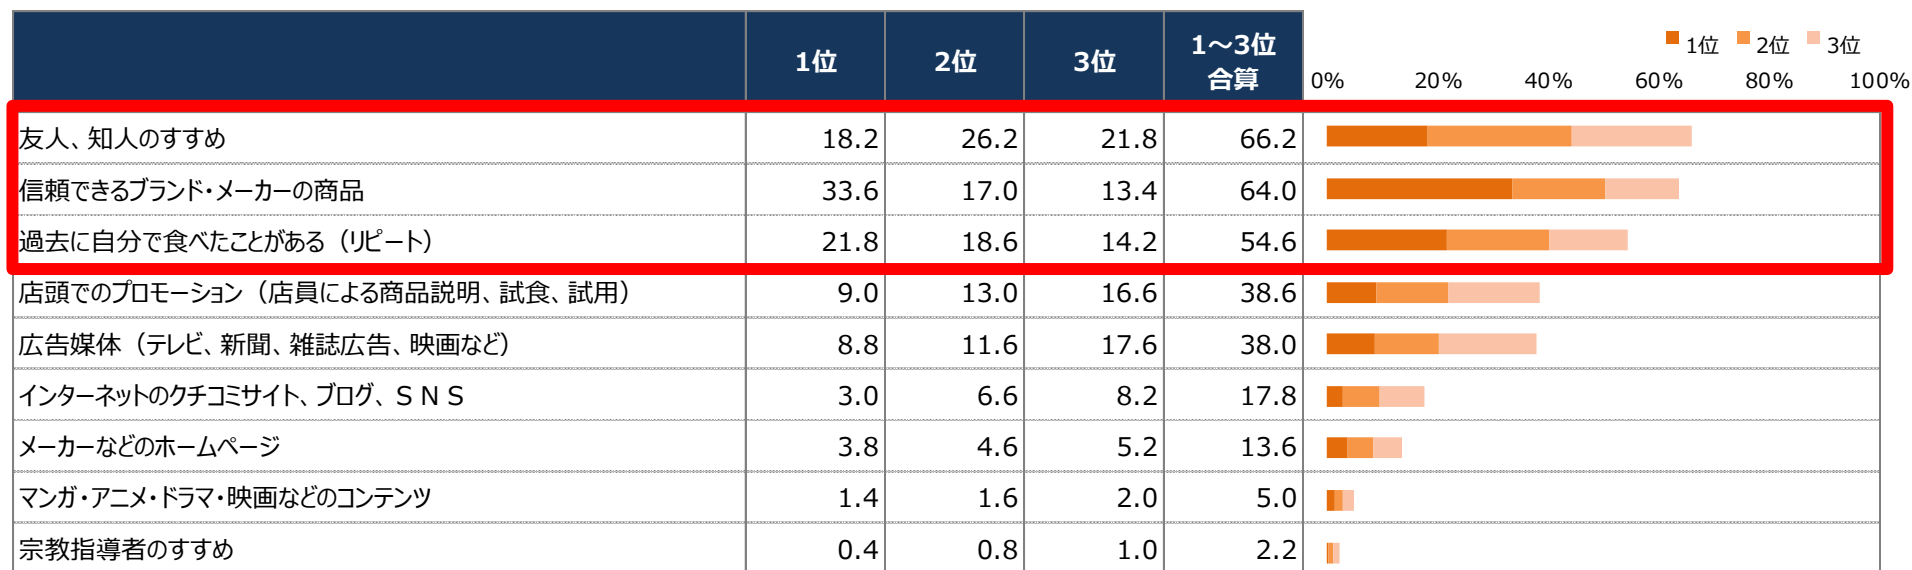 1位 2位 3位 1～3位
合算
1位 2位 3位
0% 20% 40% 60% 80% 100%
友人、知人のすすめ 18.2 26.2 21.8 66.2
信頼できるブランド・メーカーの商品 33.6 17.0 13.4 64.0
過去に自分で食べたことがある（リピート） 21.8 18.6 14.2 54.6
店頭でのプロモーション（店員による商品説明、試食、試用） 9.0 13.0 16.6 38.6
広告媒体（テレビ、新聞、雑誌広告、映画など） 8.8 11.6 17.6 38.0
インターネットのクチコミサイト、ブログ、ＳＮＳ 3.0 6.6 8.2 17.8
メーカーなどのホームページ 3.8 4.6 5.2 13.6
マンガ・アニメ・ドラマ・映画などのコンテンツ 1.4 1.6 2.0 5.0
宗教指導者のすすめ 0.4 0.8 1.0 2.2